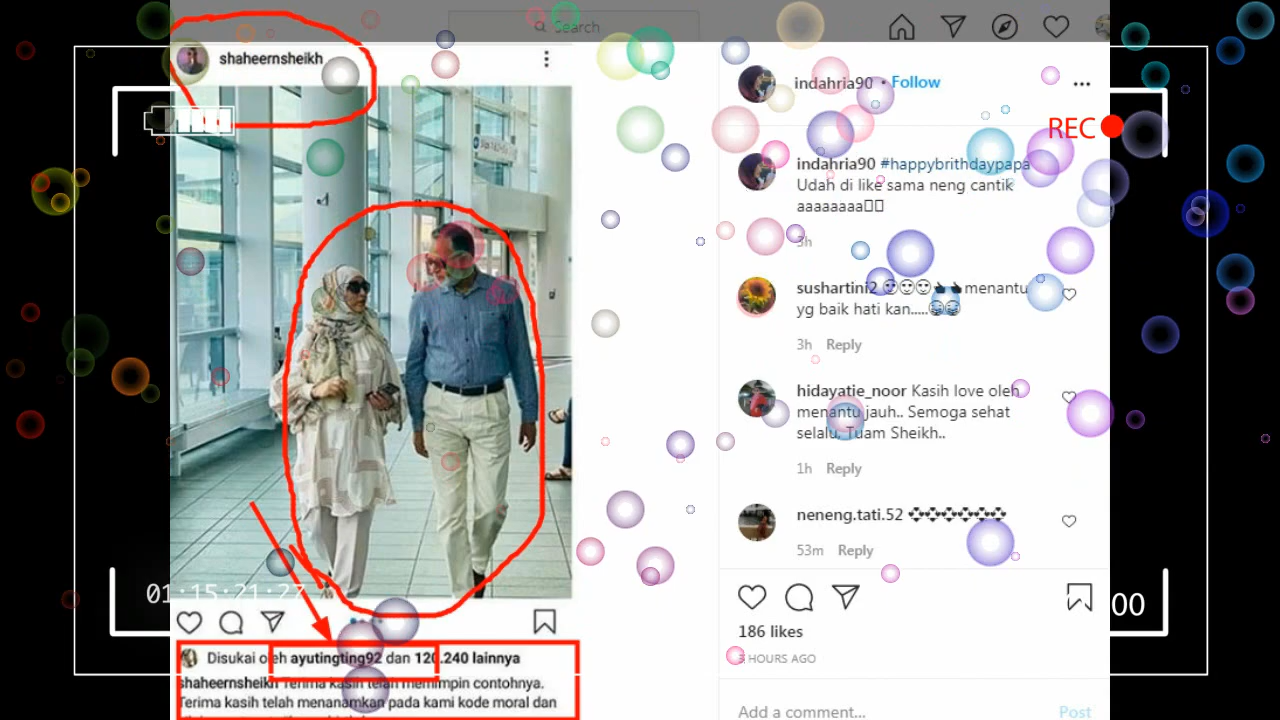 Search
shaheernsheikh
indahria90 • Follow
REC
indahria90 #happybrithdaypapa
Udah di like sama neng cantik
aaaaaaaa
3h
sushartini2 menantu
yg baik hati kan.....
3h Reply
hidayatie_noor Kasih love oleh
menantu jauh.. Semoga sehat
selalu, Tuam Sheikh..
1h Reply
neneng.tati.52
53m Reply
01:15:21:27
00
186 likes
HOURS AGO
Disukai oleh ayutingting92 dan 120.240 lainnya
shaheernsheikh Terima kasih telah memimpin contohnya.
Terima kasih telah menanamkan pada kami kode moral dan
Add a comment... Post